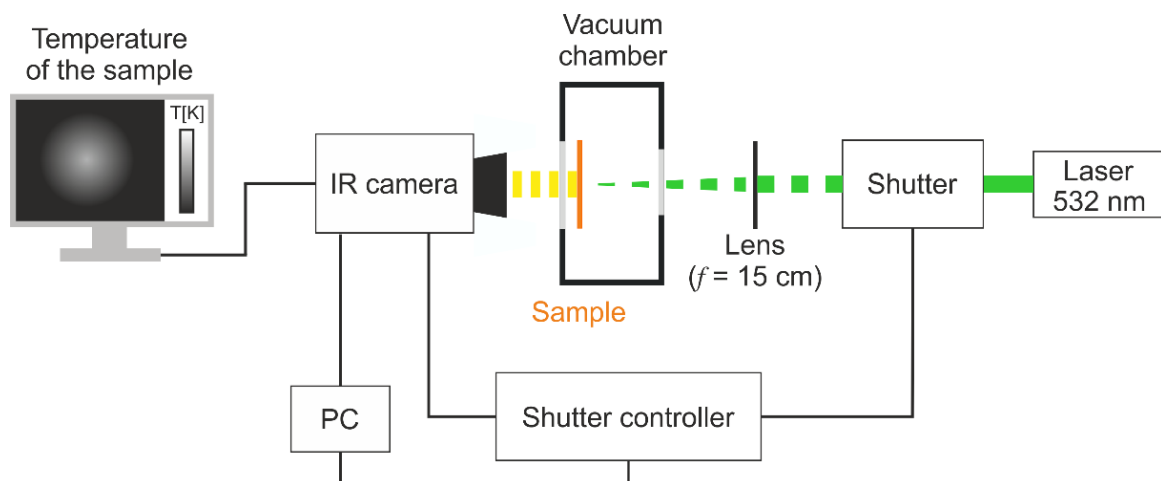 Temperature
of the sample
T[K]
Vacuum
chamber
IR camera
Shutter
Laser
532 nm
Lens
(f = 15 cm)
Sample
PC
Shutter controller